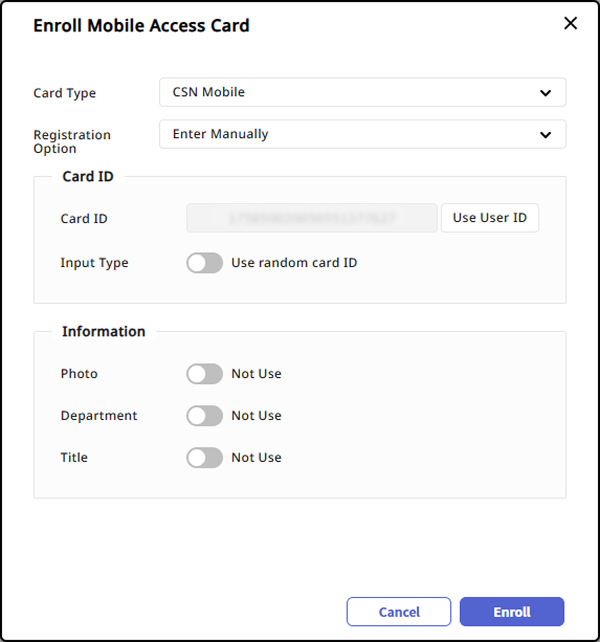 Enroll Mobile Access Card
Card Type
CSN Mobile
Registration
Option
Enter Manually
Card ID
Card ID
Use User ID
Input Type
Use random card ID
Information
Photo
Not Use
Department
Not Use
Title
Not Use
Cancel
Enroll